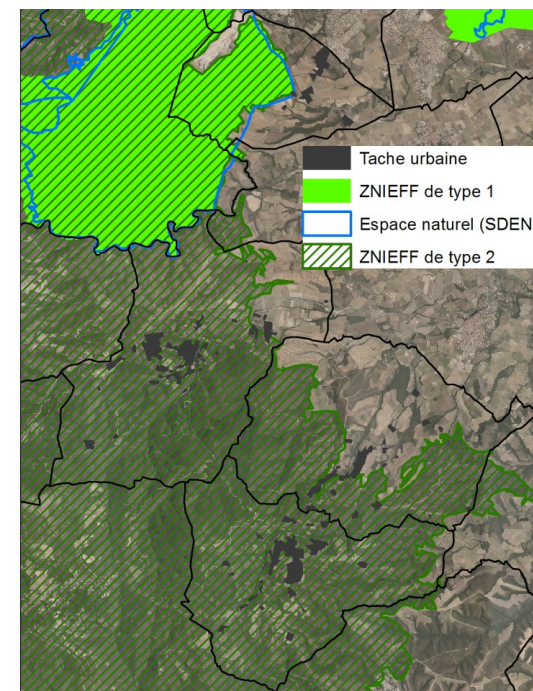 Tache urbaine
ZNIEFF de type 1
Espace naturel (SDEN
ZNIEFF de type 2